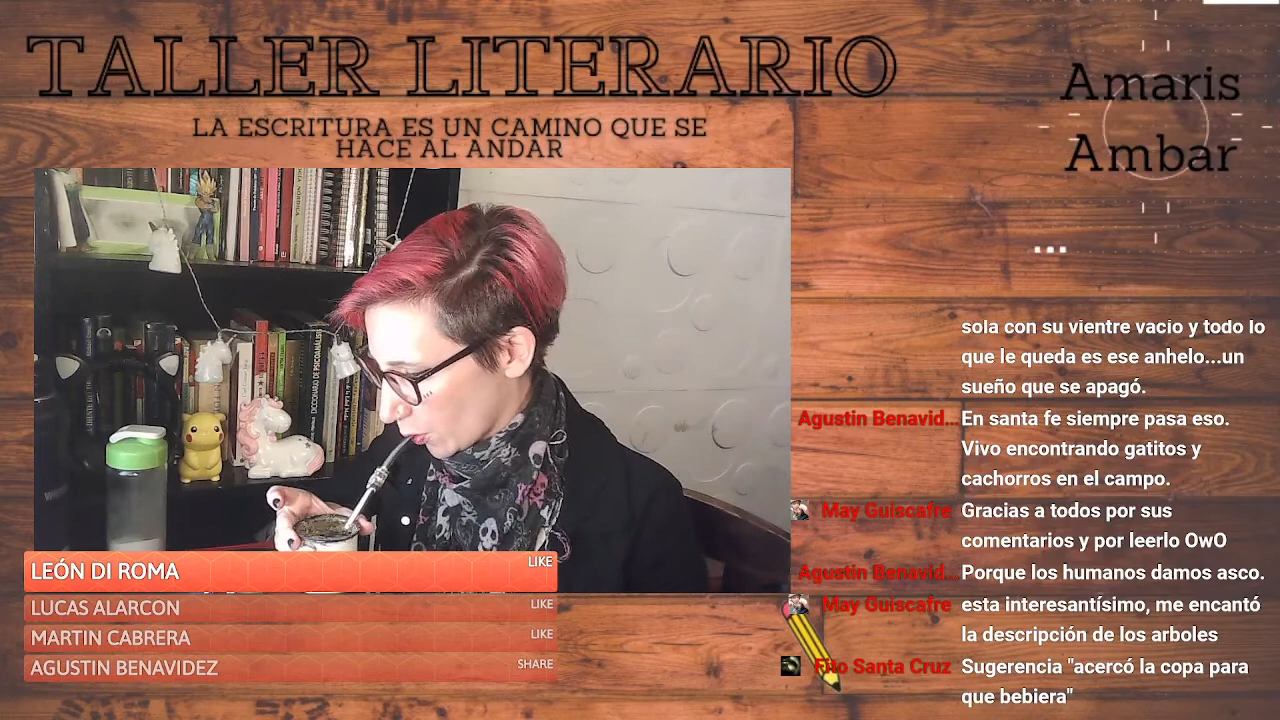 TALLER LITERARIO
LA ESCRITURA ES UN CAMINO QUE SE
HACE AL ANDAR
Amaris
Ambar
sola con su vientre vacio y todo lo
que le queda es ese anhelo...un
sueño que se apagó.
Agustin Benavid... En santa fe siempre pasa eso.
Vivo encontrando gatitos y
cachorros en el campo.
May Guiscafre Gracias a todos por sus
comentarios y por leerlo OwO
Agustin Benavid... Porque los humanos damos asco.
May Guiscafre esta interesantísimo, me encantó
la descripción de los arboles
Fito Santa Cruz Sugerencia "acercó la copa para
que bebiera"
LEÓN DI ROMA LIKE
LUCAS ALARCON LIKE
MARTIN CABRERA LIKE
AGUSTIN BENAVIDEZ SHARE
DICCIONARIO DE PSICOANÁLISIS